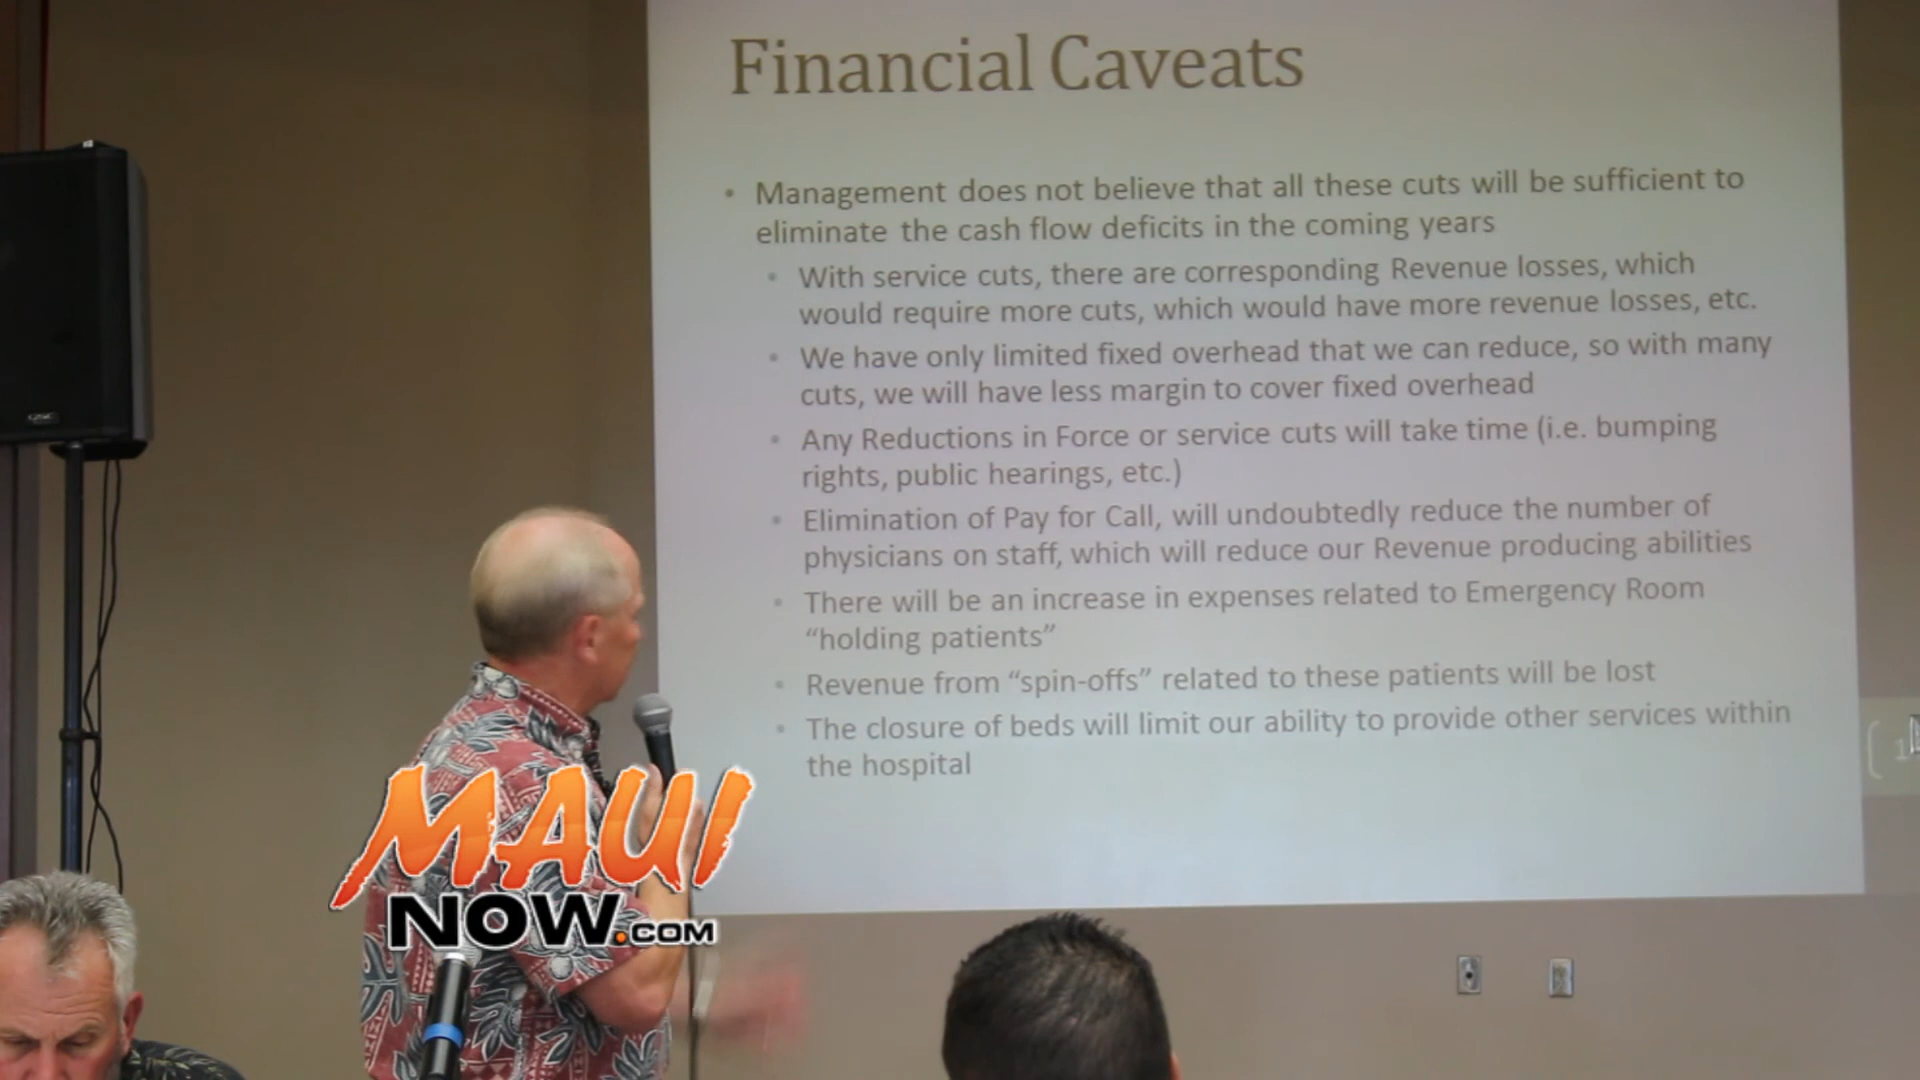 Financial Caveats
• Management does not believe that all these cuts will be sufficient to
eliminate the cash flow deficits in the coming years
• With service cuts, there are corresponding Revenue losses, which
would require more cuts, which would have more revenue losses, etc.
• We have only limited fixed overhead that we can reduce, so with many
cuts, we will have less margin to cover fixed overhead
• Any Reductions in Force or service cuts will take time (i.e. bumping
rights, public hearings, etc.)
• Elimination of Pay for Call, will undoubtedly reduce the number of
physicians on staff, which will reduce our Revenue producing abilities
• There will be an increase in expenses related to Emergency Room
“holding patients”
• Revenue from “spin-offs” related to these patients will be lost
• The closure of beds will limit our ability to provide other services within
the hospital
QSC
MAUI
NOW.COM